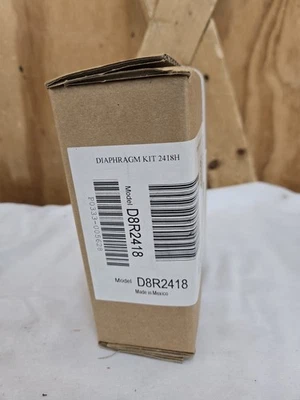 DIAPHRAGM KIT 2418H
Model D8R2418
Model D8R2418
Made in Mexico